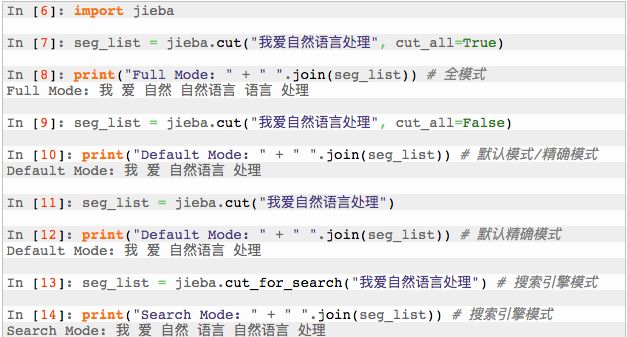 In [6]: import jieba
In [7]: seg_list = jieba.cut("我爱自然语言处理", cut_all=True)
In [8]: print("Full Mode: " + " ".join(seg_list)) # 全模式
Full Mode: 我 爱 自然 自然语言 语言 处理
In [9]: seg_list = jieba.cut("我爱自然语言处理", cut_all=False)
In [10]: print("Default Mode: " + " ".join(seg_list)) # 默认模式/精确模式
Default Mode: 我 爱 自然语言 处理
In [11]: seg_list = jieba.cut("我爱自然语言处理")
In [12]: print("Default Mode: " + " ".join(seg_list)) # 默认精确模式
Default Mode: 我 爱 自然语言 处理
In [13]: seg_list = jieba.cut_for_search("我爱自然语言处理") # 搜索引擎模式
In [14]: print("Search Mode: " + " ".join(seg_list)) # 搜索引擎模式
Search Mode: 我 爱 自然 语言 自然语言 处理